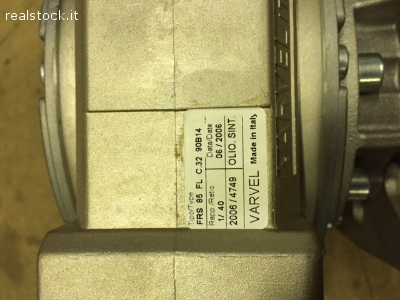 realstock.it
Tipo/Type
FRS 85 FL C.32 90B14
Rapp./Ratio
1/ 40
Data/Date
06 / 2006
2006 / 4749
OLIO. SINT.
VARVEL
Made in Italy
VARVEL